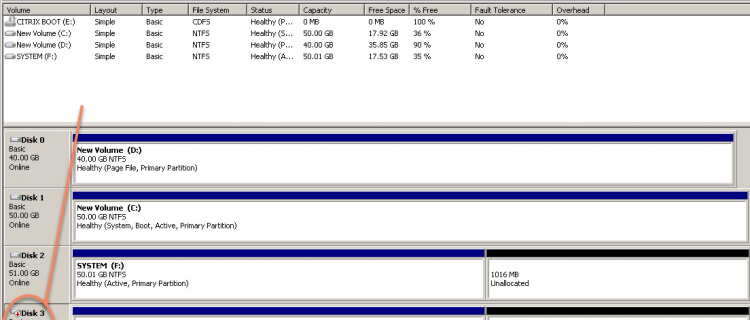 Volume Layout Type File System Status Capacity Free Space % Free Fault Tolerance Overhead
CITRIX BOOT (E:) Simple Basic CDFS Healthy (P... 0 MB 0 MB 100 % No 0%
New Volume (C:) Simple Basic NTFS Healthy (S... 50.00 GB 17.92 GB 36 % No 0%
New Volume (D:) Simple Basic NTFS Healthy (P... 40.00 GB 35.85 GB 90 % No 0%
SYSTEM (F:) Simple Basic NTFS Healthy (A... 50.01 GB 17.53 GB 35 % No 0%
Disk 0
Basic
40.00 GB
Online
New Volume (D:)
40.00 GB NTFS
Healthy (Page File, Primary Partition)
Disk 1
Basic
50.00 GB
Online
New Volume (C:)
50.00 GB NTFS
Healthy (System, Boot, Active, Primary Partition)
Disk 2
Basic
51.00 GB
Online
SYSTEM (F:)
50.01 GB NTFS
Healthy (Active, Primary Partition)
1016 MB
Unallocated
Disk 3